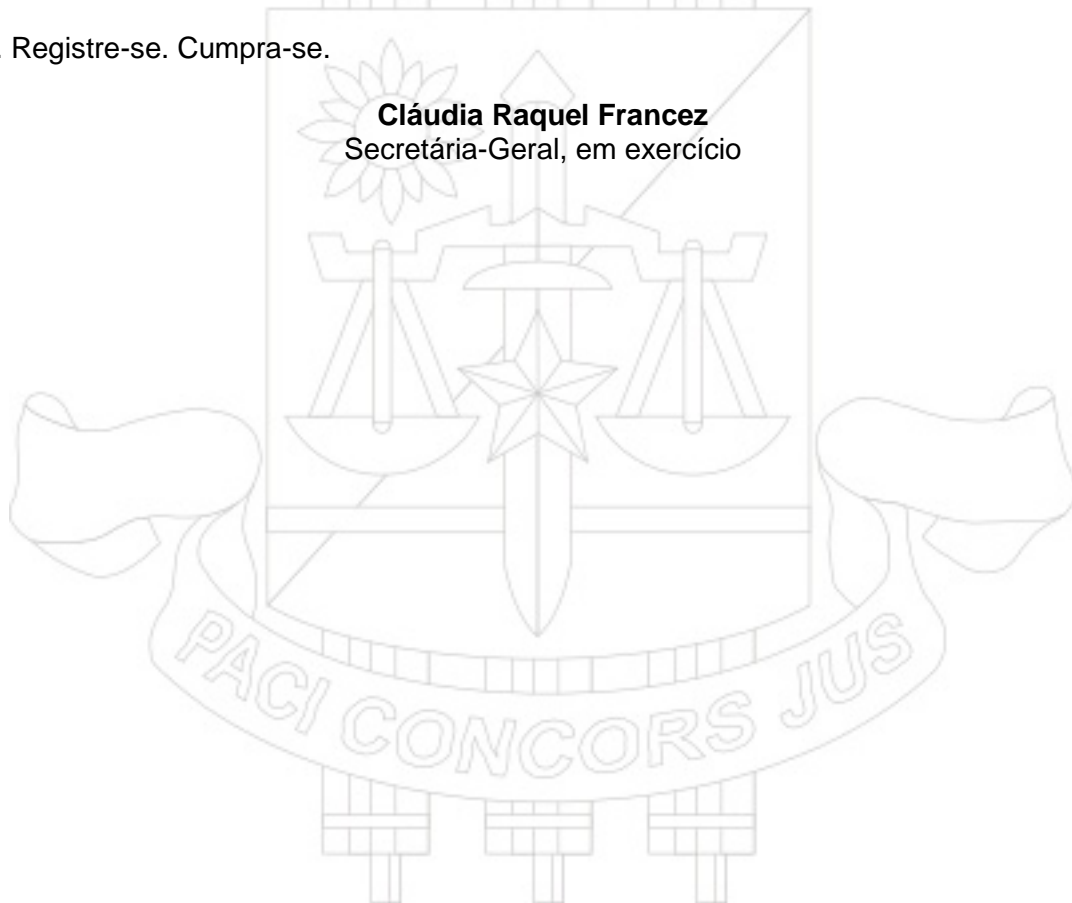 . Registre-se. Cumpra-se.
Cláudia Raquel Francez
Secretária-Geral, em exercício
PACI CONCORS JUS